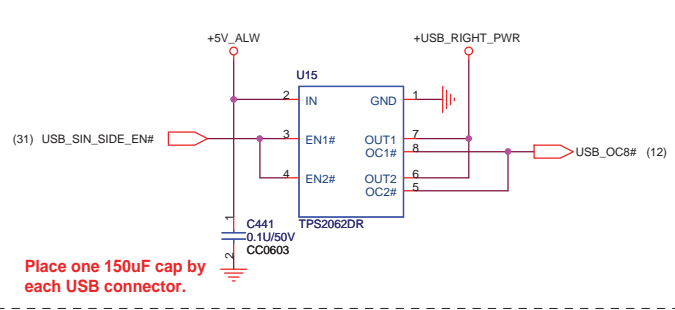 +5V_ALW
+USB_RIGHT_PWR
U15
2 IN GND 1
(31) USB_SIN_SIDE_EN# 3 EN1# OUT1 7
OC1# 8 USB_OC8# (12)
4 EN2# OUT2 6
OC2# 5
TPS2062DR
1 C441
0.1U/50V
2 CC0603
Place one 150uF cap by
each USB connector.